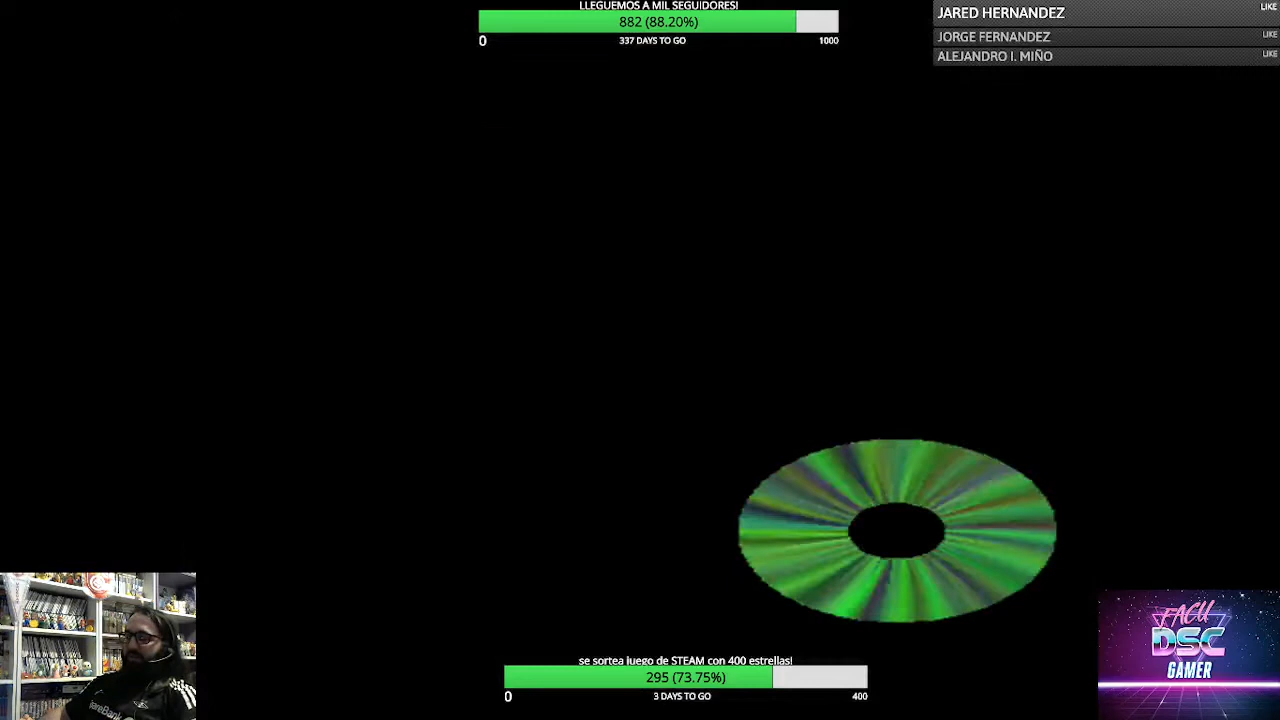 LLEGUEMOS A MIL SEGUIDORES!
882 (88.20%)
0
337 DAYS TO GO
1000
JARED HERNANDEZ
LIKE
JORGE FERNANDEZ
LIKE
ALEJANDRO I. MIÑO
LIKE
se sortea juego de STEAM con 400 estrellas!
295 (73.75%)
0
3 DAYS TO GO
400
FACU
DSC
GAMER